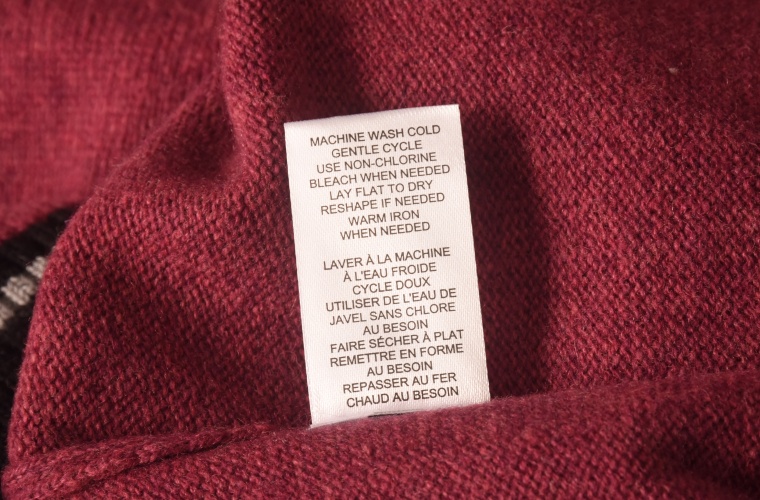 MACHINE WASH COLD
GENTLE CYCLE
USE NON-CHLORINE
BLEACH WHEN NEEDED
LAY FLAT TO DRY
RESHAPE IF NEEDED
WARM IRON
WHEN NEEDED
LAVER À LA MACHINE
À L'EAU FROIDE
CYCLE DOUX
UTILISER DE L'EAU DE
JAVEL SANS CHLORE
AU BESOIN
FAIRE SÉCHER À PLAT
REMETTRE EN FORME
AU BESOIN
REPASSER AU FER
CHAUD AU BESOIN